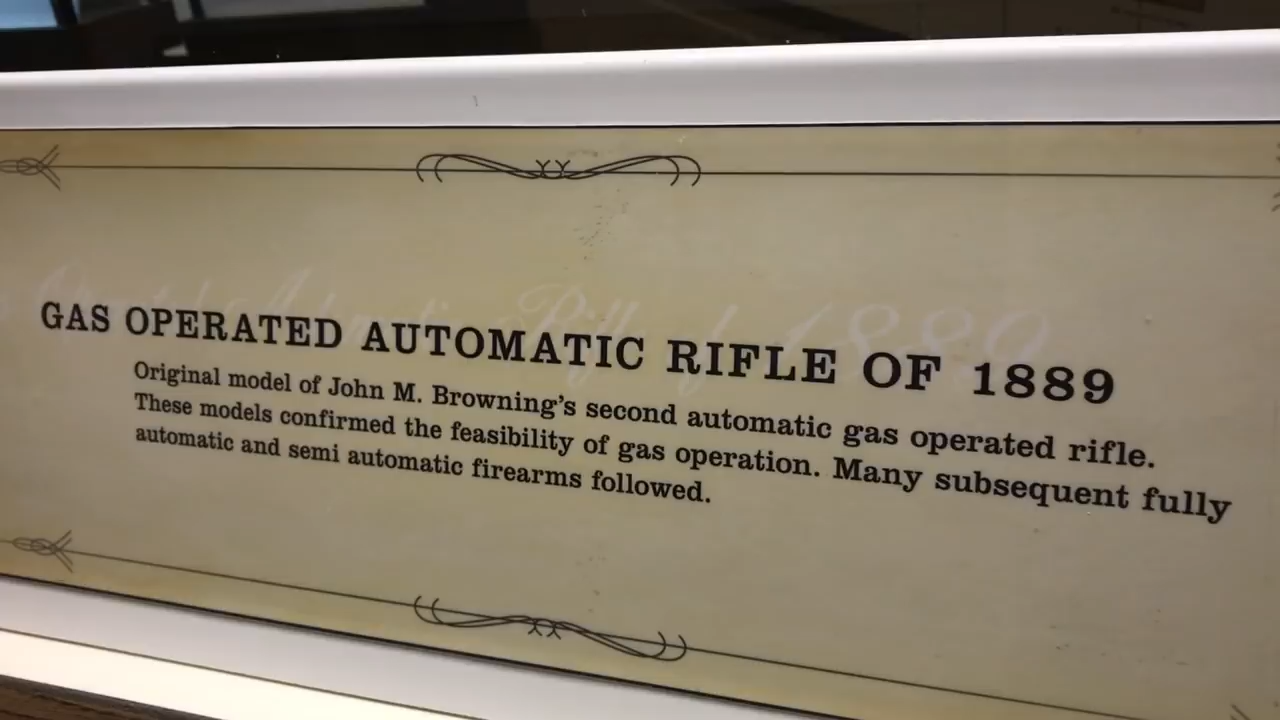 GAS OPERATED AUTOMATIC RIFLE OF 1889
Original model of John M. Browning's second automatic gas operated rifle.
These models confirmed the feasibility of gas operation. Many subsequent fully
automatic and semi automatic firearms followed.